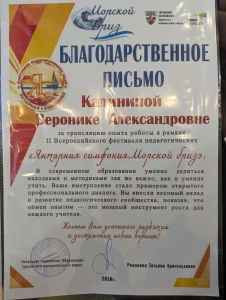 Морской
Бриз
БЛАГОДАРСТВЕННОЕ
ПИСЬМО
Калининой
Веронике Александровне
за трансляцию опыта работы в рамках
II Всероссийского фестиваля педагогических
«Янтарная симфония.Морской бриз».
В современном образовании умения делиться
находками и методиками так же важно, как и умение
учить. Ваше выступление стало примером открытого
профессионального диалога. Вы внесли весомый вклад
в развитие педагогического сообщества, показав, что
обмен опытом — это мощный инструмент роста для
каждого учителя.
Желаем Вам успешного развития
и достижения новых вершин!
Романова Татьяна